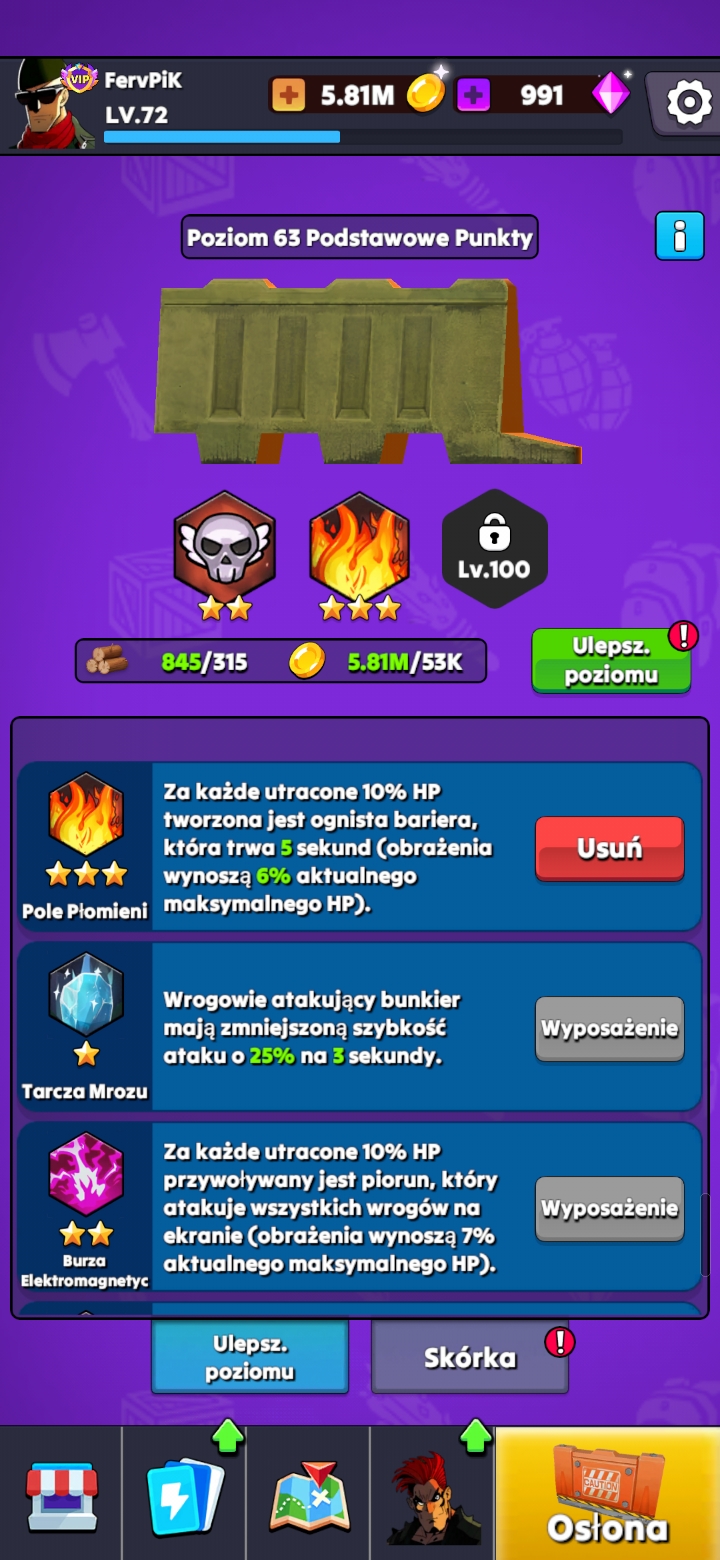 VIP
FervPiK
5.81M
991
LV.72
Poziom 63 Podstawowe Punkty
Lv.100
845/315
5.81M/53K
Ulepsz.
poziomu
Za każde utracone 10% HP
tworzona jest ognista bariera,
która trwa 5 sekund (obrażenia
wynoszą 6% aktualnego
maksymalnego HP).
Pole Płomieni
Usuń
Wrogowie atakujący bunkier
mają zmniejszoną szybkość
ataku o 25% na 3 sekundy.
Tarcza Mrozu
Wyposażenie
Za każde utracone 10% HP
przywoływany jest piorun, który
atakuje wszystkich wrogów na
ekranie (obrażenia wynoszą 7%
aktualnego maksymalnego HP).
Burza
Elektromagnetyc
Wyposażenie
Ulepsz.
poziomu
Skórka
CAUTION
Osłona